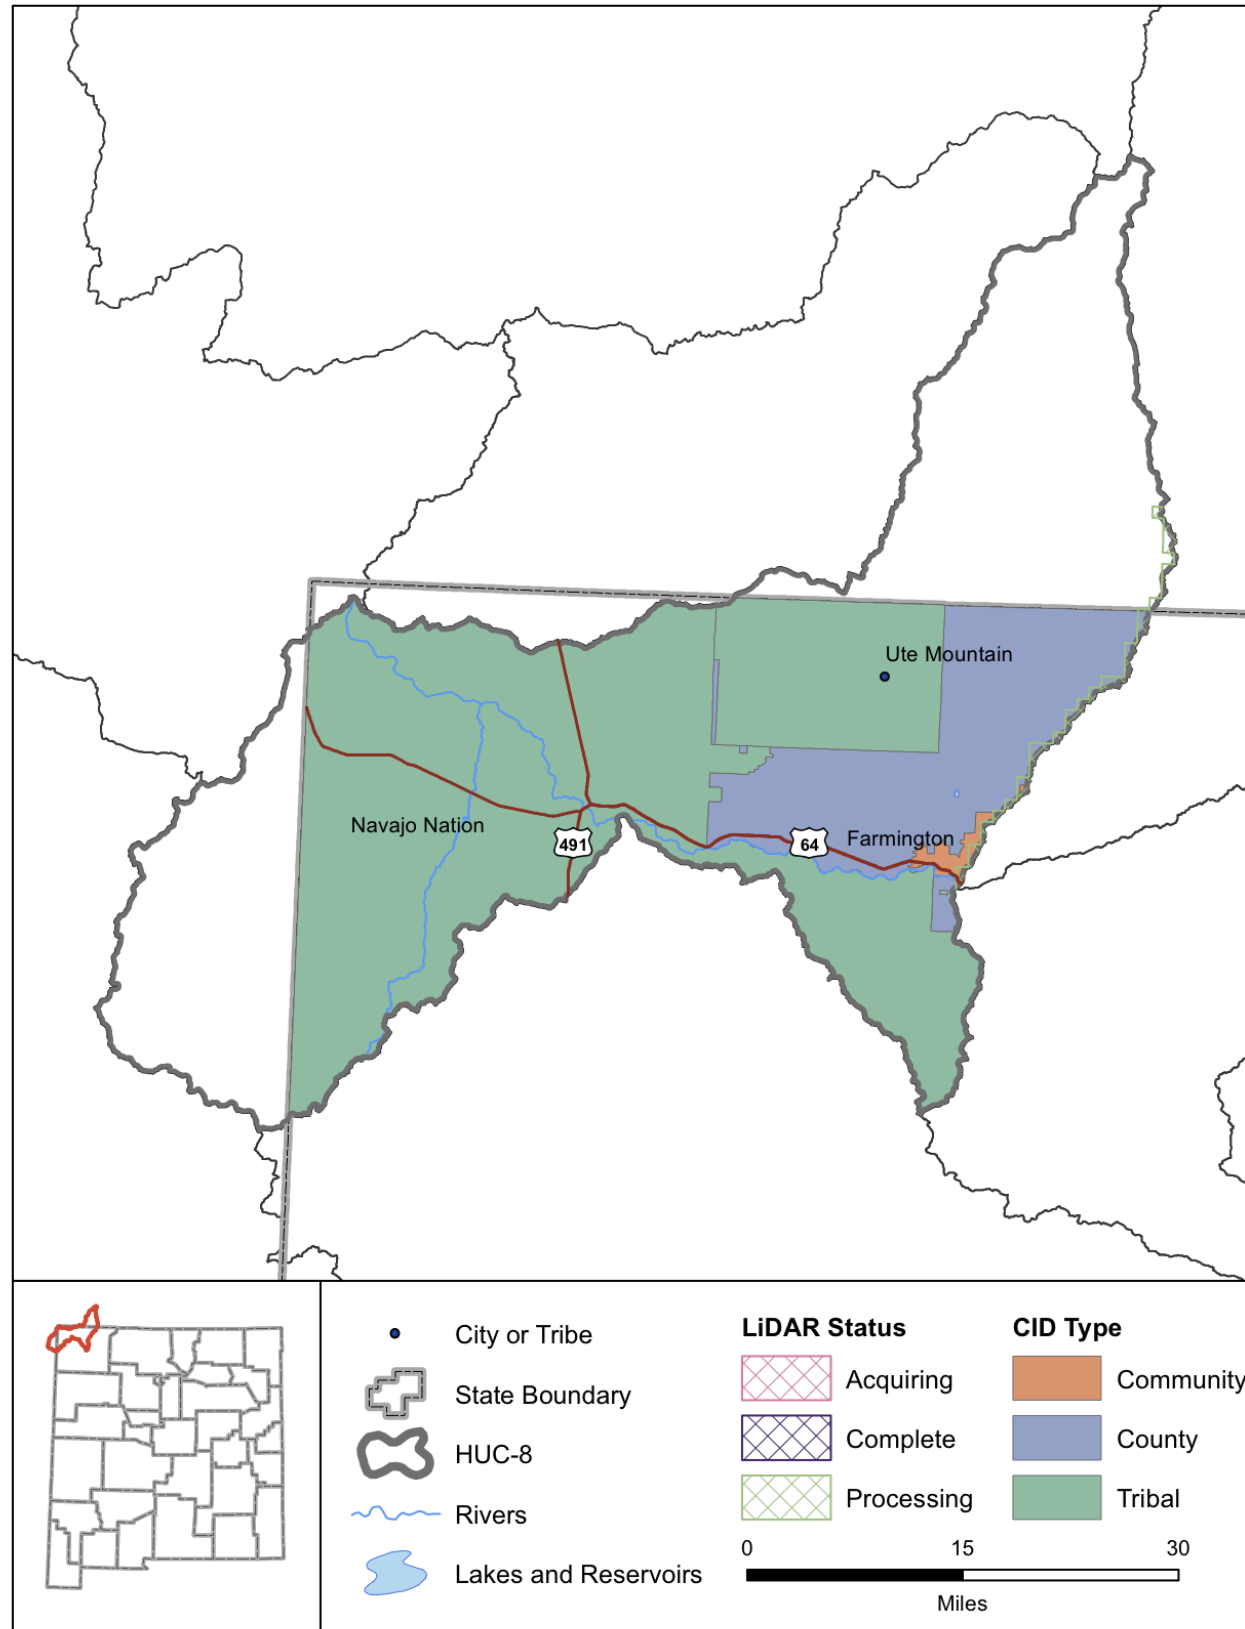 Ute Mountain
Navajo Nation
491
64
Farmington
City or Tribe
State Boundary
HUC-8
Rivers
Lakes and Reservoirs
LiDAR Status
Acquiring
Complete
Processing
CID Type
Community
County
Tribal
0 15 30
Miles